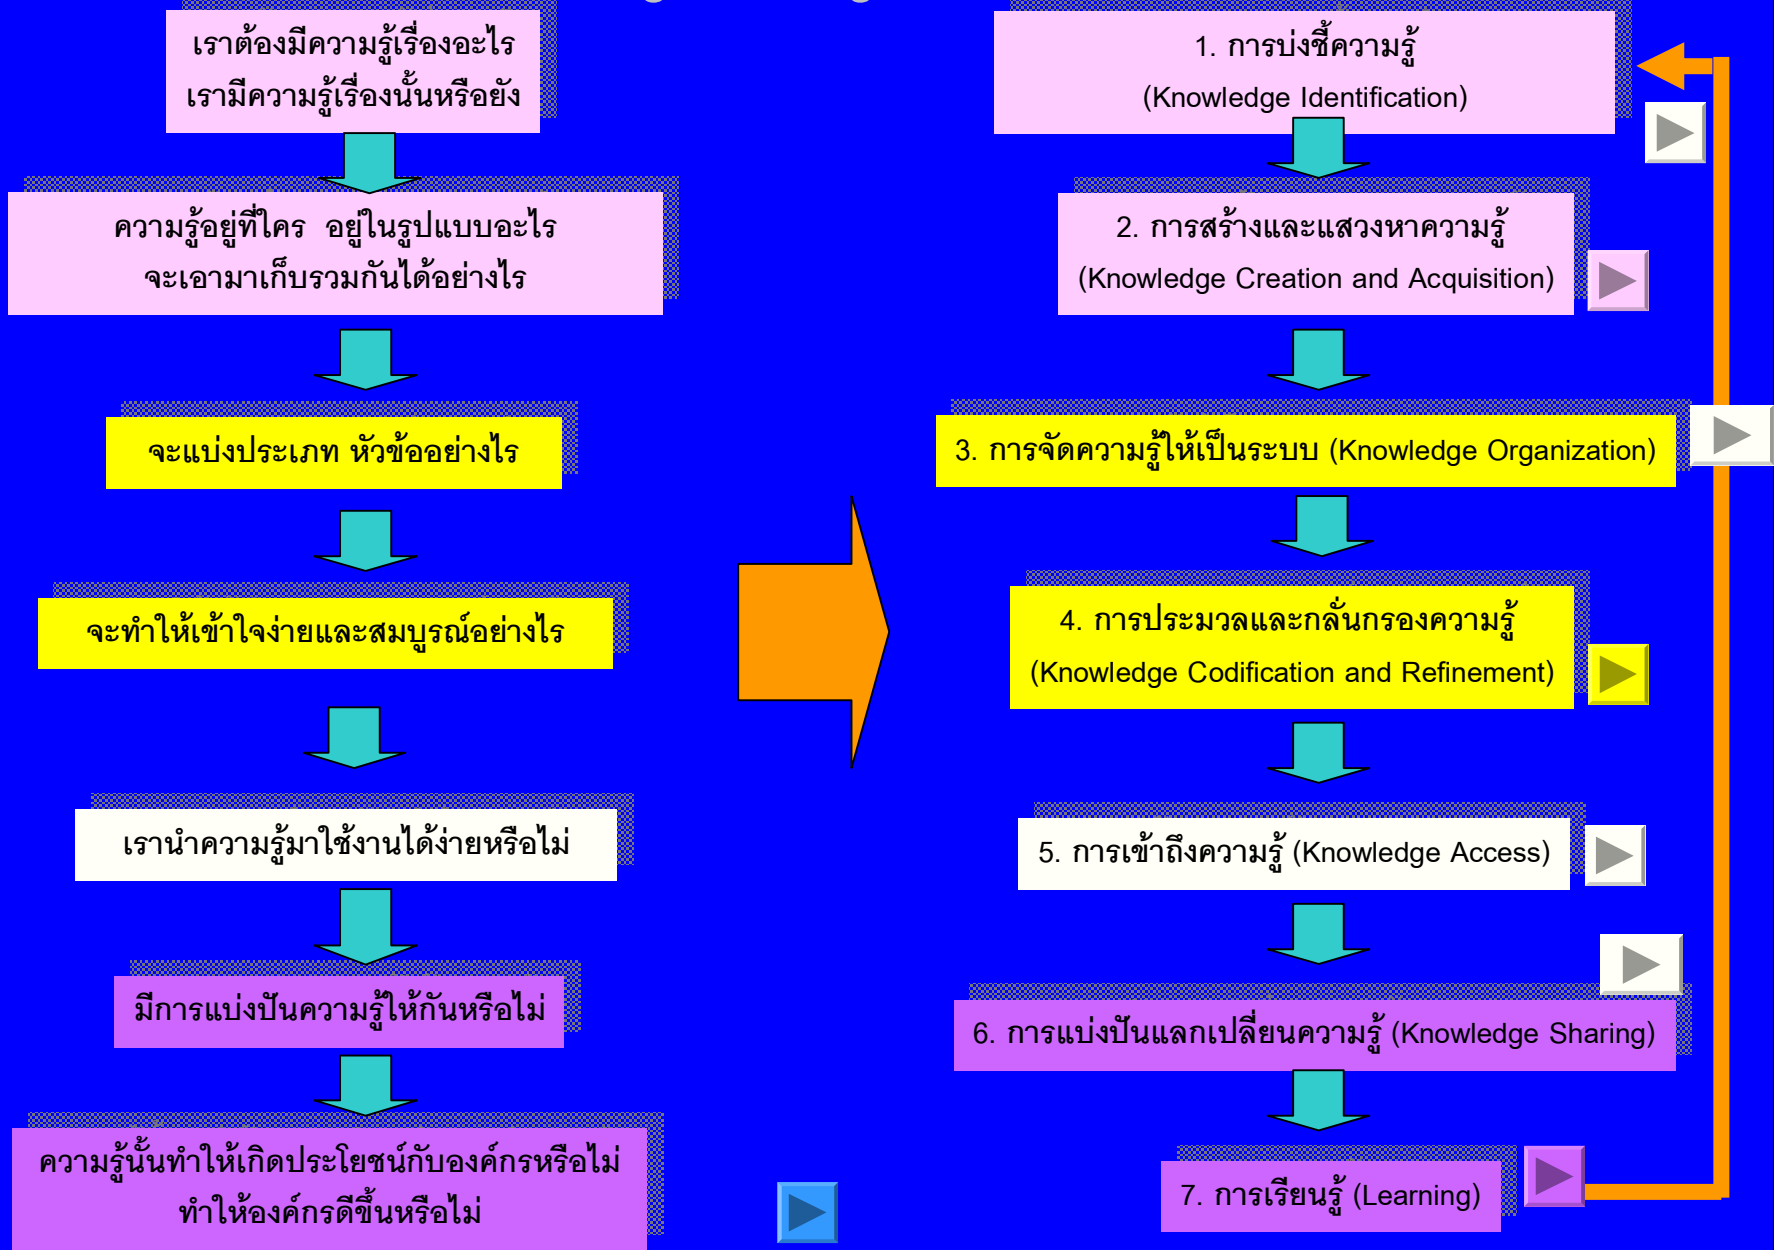 เราต้องมีความรู้เรื่องอะไร
เรามีความรู้เรื่องนั้นหรือยัง
ความรู้อยู่ที่ใคร อยู่ในรูปแบบอะไร
จะเอามาเก็บรวมกันได้อย่างไร
จะแบ่งประเภท หัวข้ออย่างไร
จะทำให้เข้าใจง่ายและสมบูรณ์อย่างไร
เรานำความรู้มาใช้งานได้ง่ายหรือไม่
มีการแบ่งปันความรู้ให้กันหรือไม่
ความรู้นั้นทำให้เกิดประโยชน์กับองค์กรหรือไม่
ทำให้องค์กรดีขึ้นหรือไม่
1. การบ่งชี้ความรู้
(Knowledge Identification)
2. การสร้างและแสวงหาความรู้
(Knowledge Creation and Acquisition)
3. การจัดความรู้ให้เป็นระบบ (Knowledge Organization)
4. การประมวลและกลั่นกรองความรู้
(Knowledge Codification and Refinement)
5. การเข้าถึงความรู้ (Knowledge Access)
6. การแบ่งปันแลกเปลี่ยนความรู้ (Knowledge Sharing)
7. การเรียนรู้ (Learning)